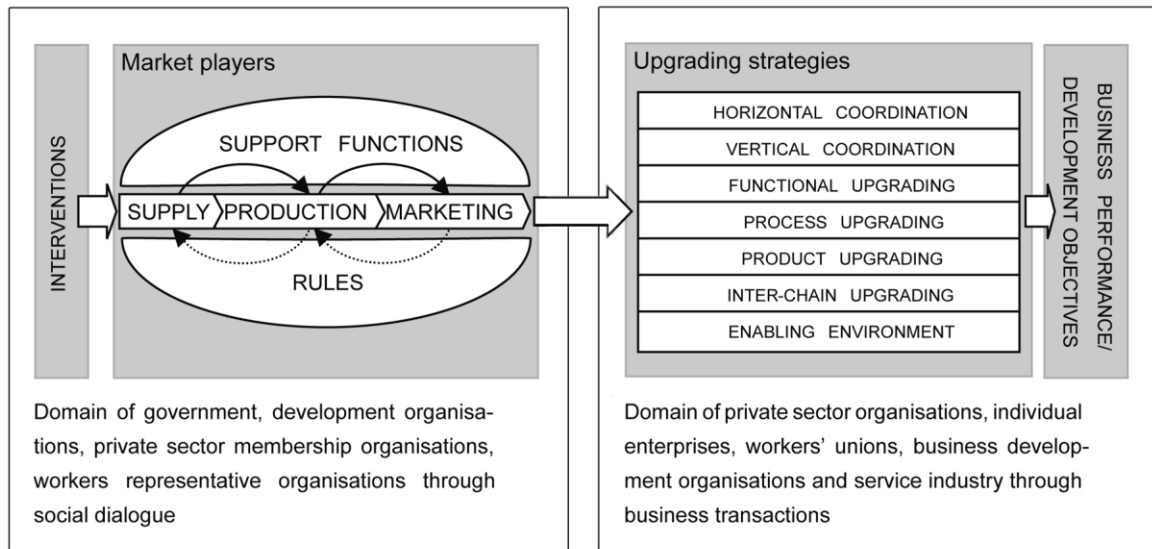 INTERVENTIONS
Market players
SUPPORT FUNCTIONS
SUPPLY PRODUCTION MARKETING
RULES
Domain of government, development organisa-
tions, private sector membership organisations,
workers representative organisations through
social dialogue
Upgrading strategies
HORIZONTAL COORDINATION
VERTICAL COORDINATION
FUNCTIONAL UPGRADING
PROCESS UPGRADING
PRODUCT UPGRADING
INTER-CHAIN UPGRADING
ENABLING ENVIRONMENT
BUSINESS PERFORMANCE/
DEVELOPMENT OBJECTIVES
Domain of private sector organisations, individual
enterprises, workers' unions, business develop-
ment organisations and service industry through
business transactions